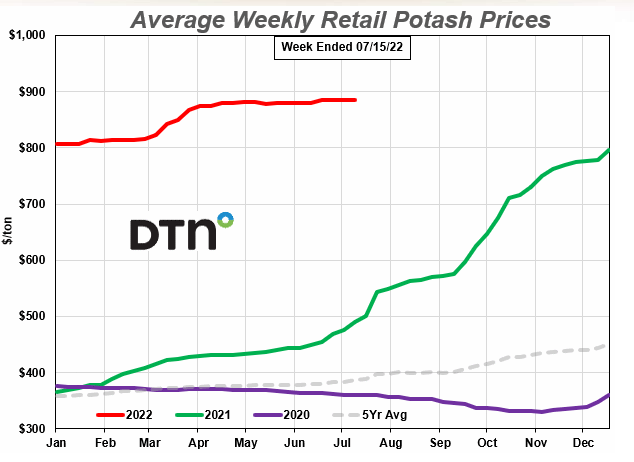 Average Weekly Retail Potash Prices
Week Ended 07/15/22
$1,000
$900
$800
$700
$600
$500
$400
$300
$/ton
DTN
2022 2021 2020 5Yr Avg
Jan Feb Mar Apr May Jun Jul Aug Sep Oct Nov Dec